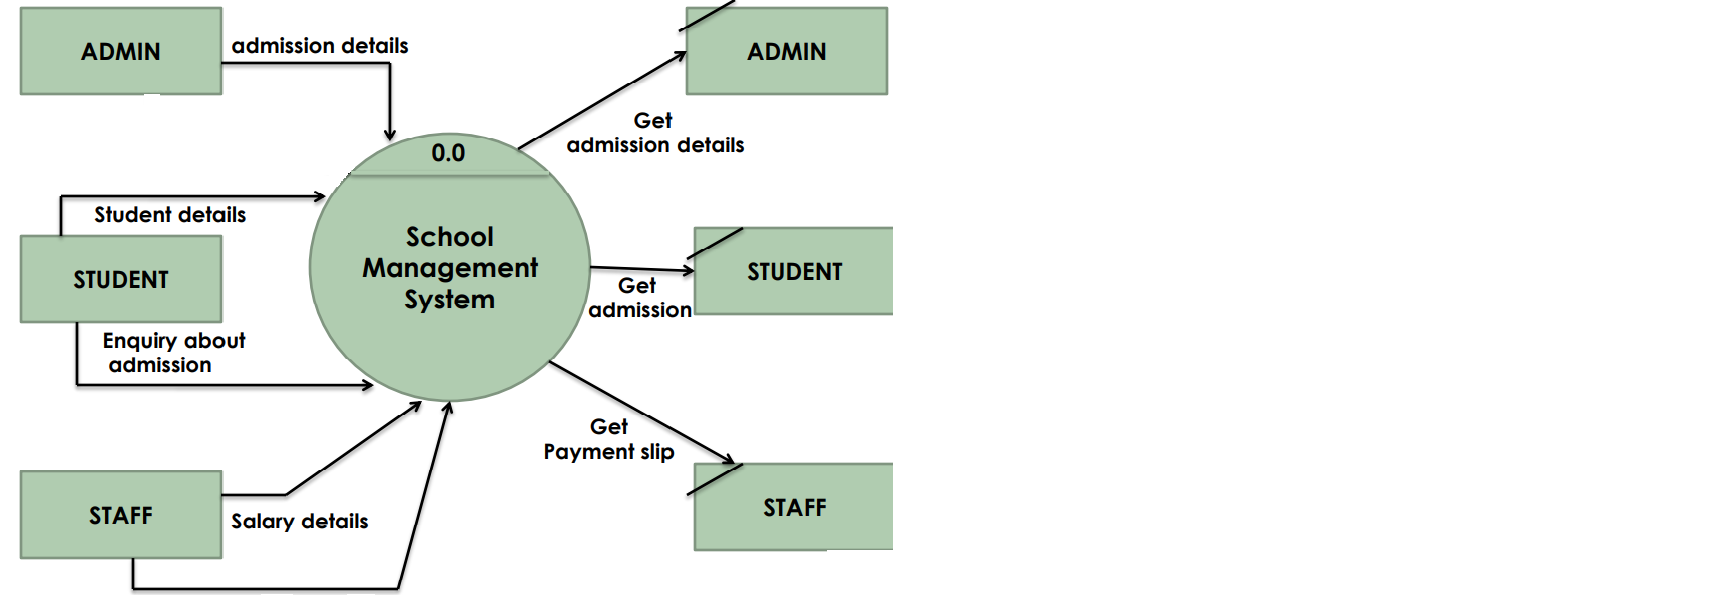 ADMIN
admission details
ADMIN
Get
admission details
0.0
Student details
School
Management
System
STUDENT
STUDENT
Get
admission
Enquiry about
admission
Get
Payment slip
STAFF
Salary details
STAFF